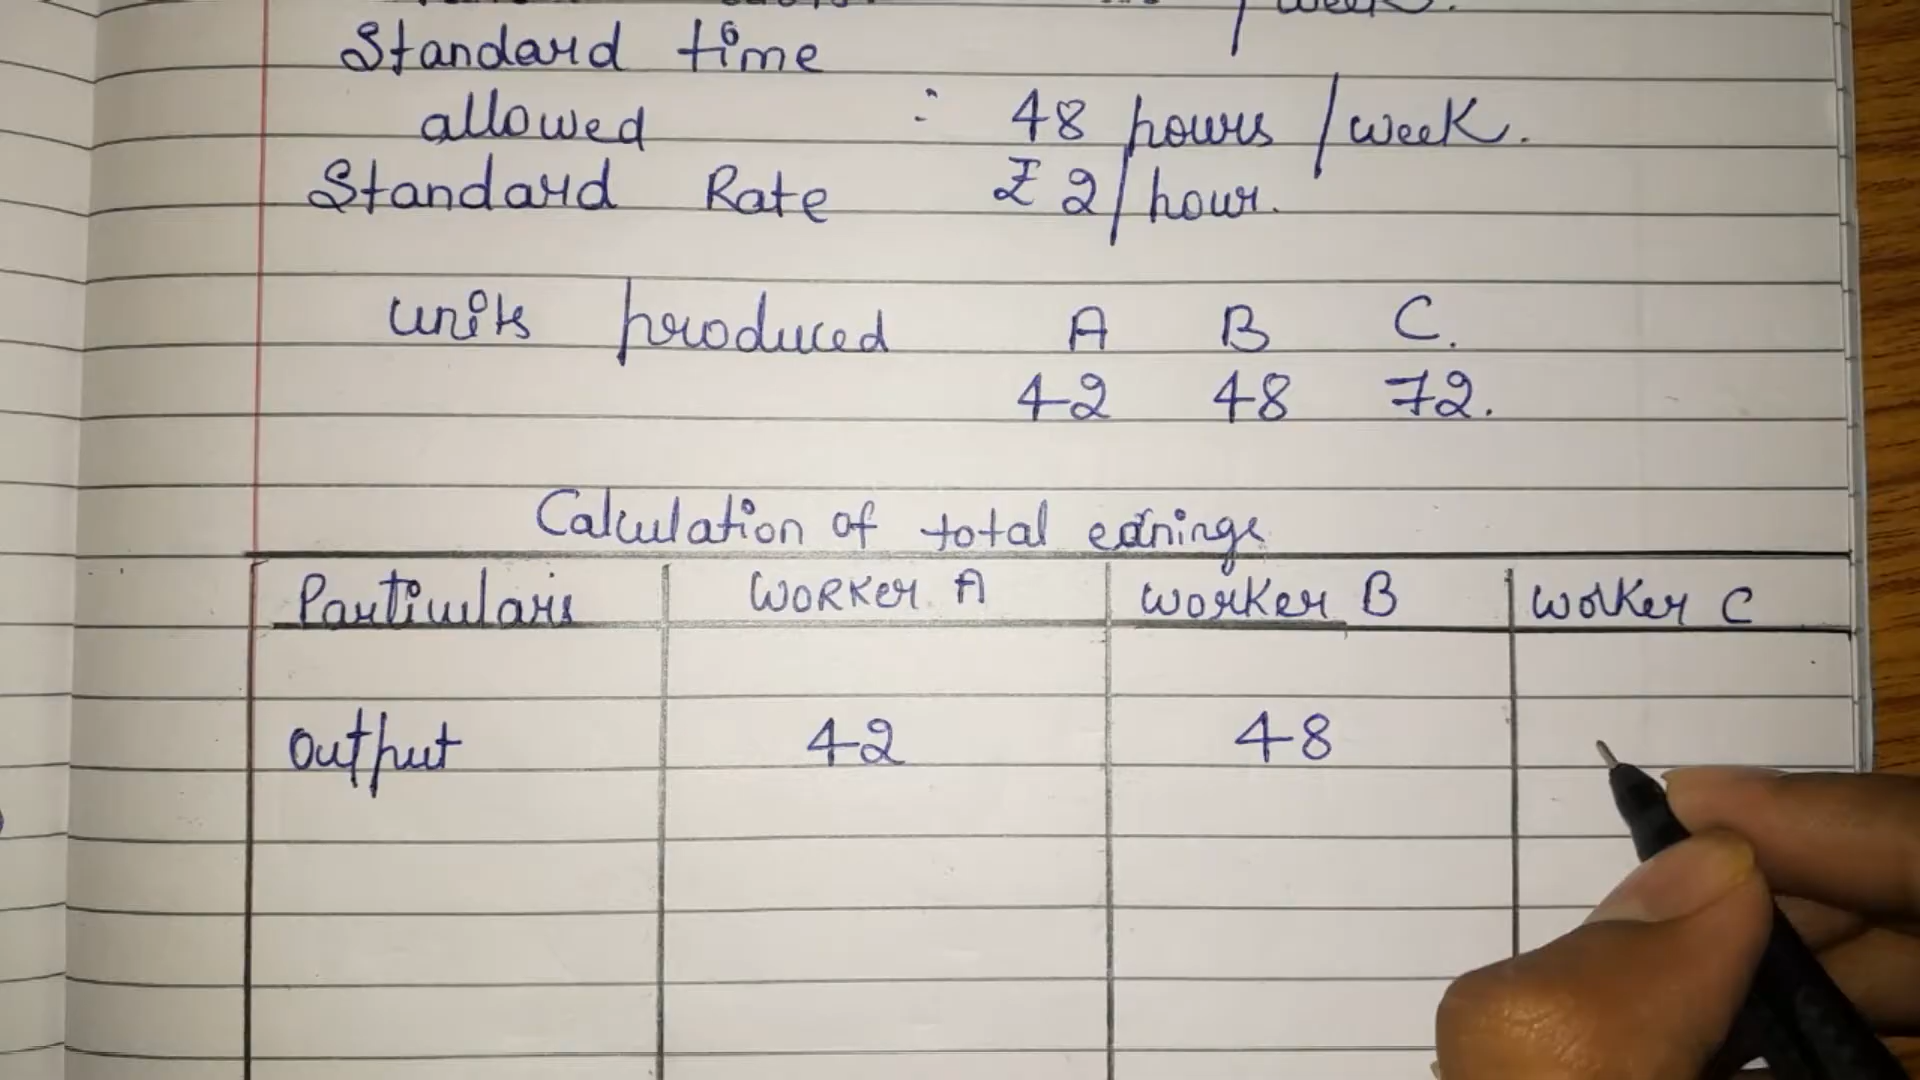 Standard time
allowed : 48 hours / week.
Standard Rate ₹ 2/hour.
units produced A B C.
42 48 72.
Calculation of total earnings
Particulars WORKER A Worker B Worker C
output 42 48